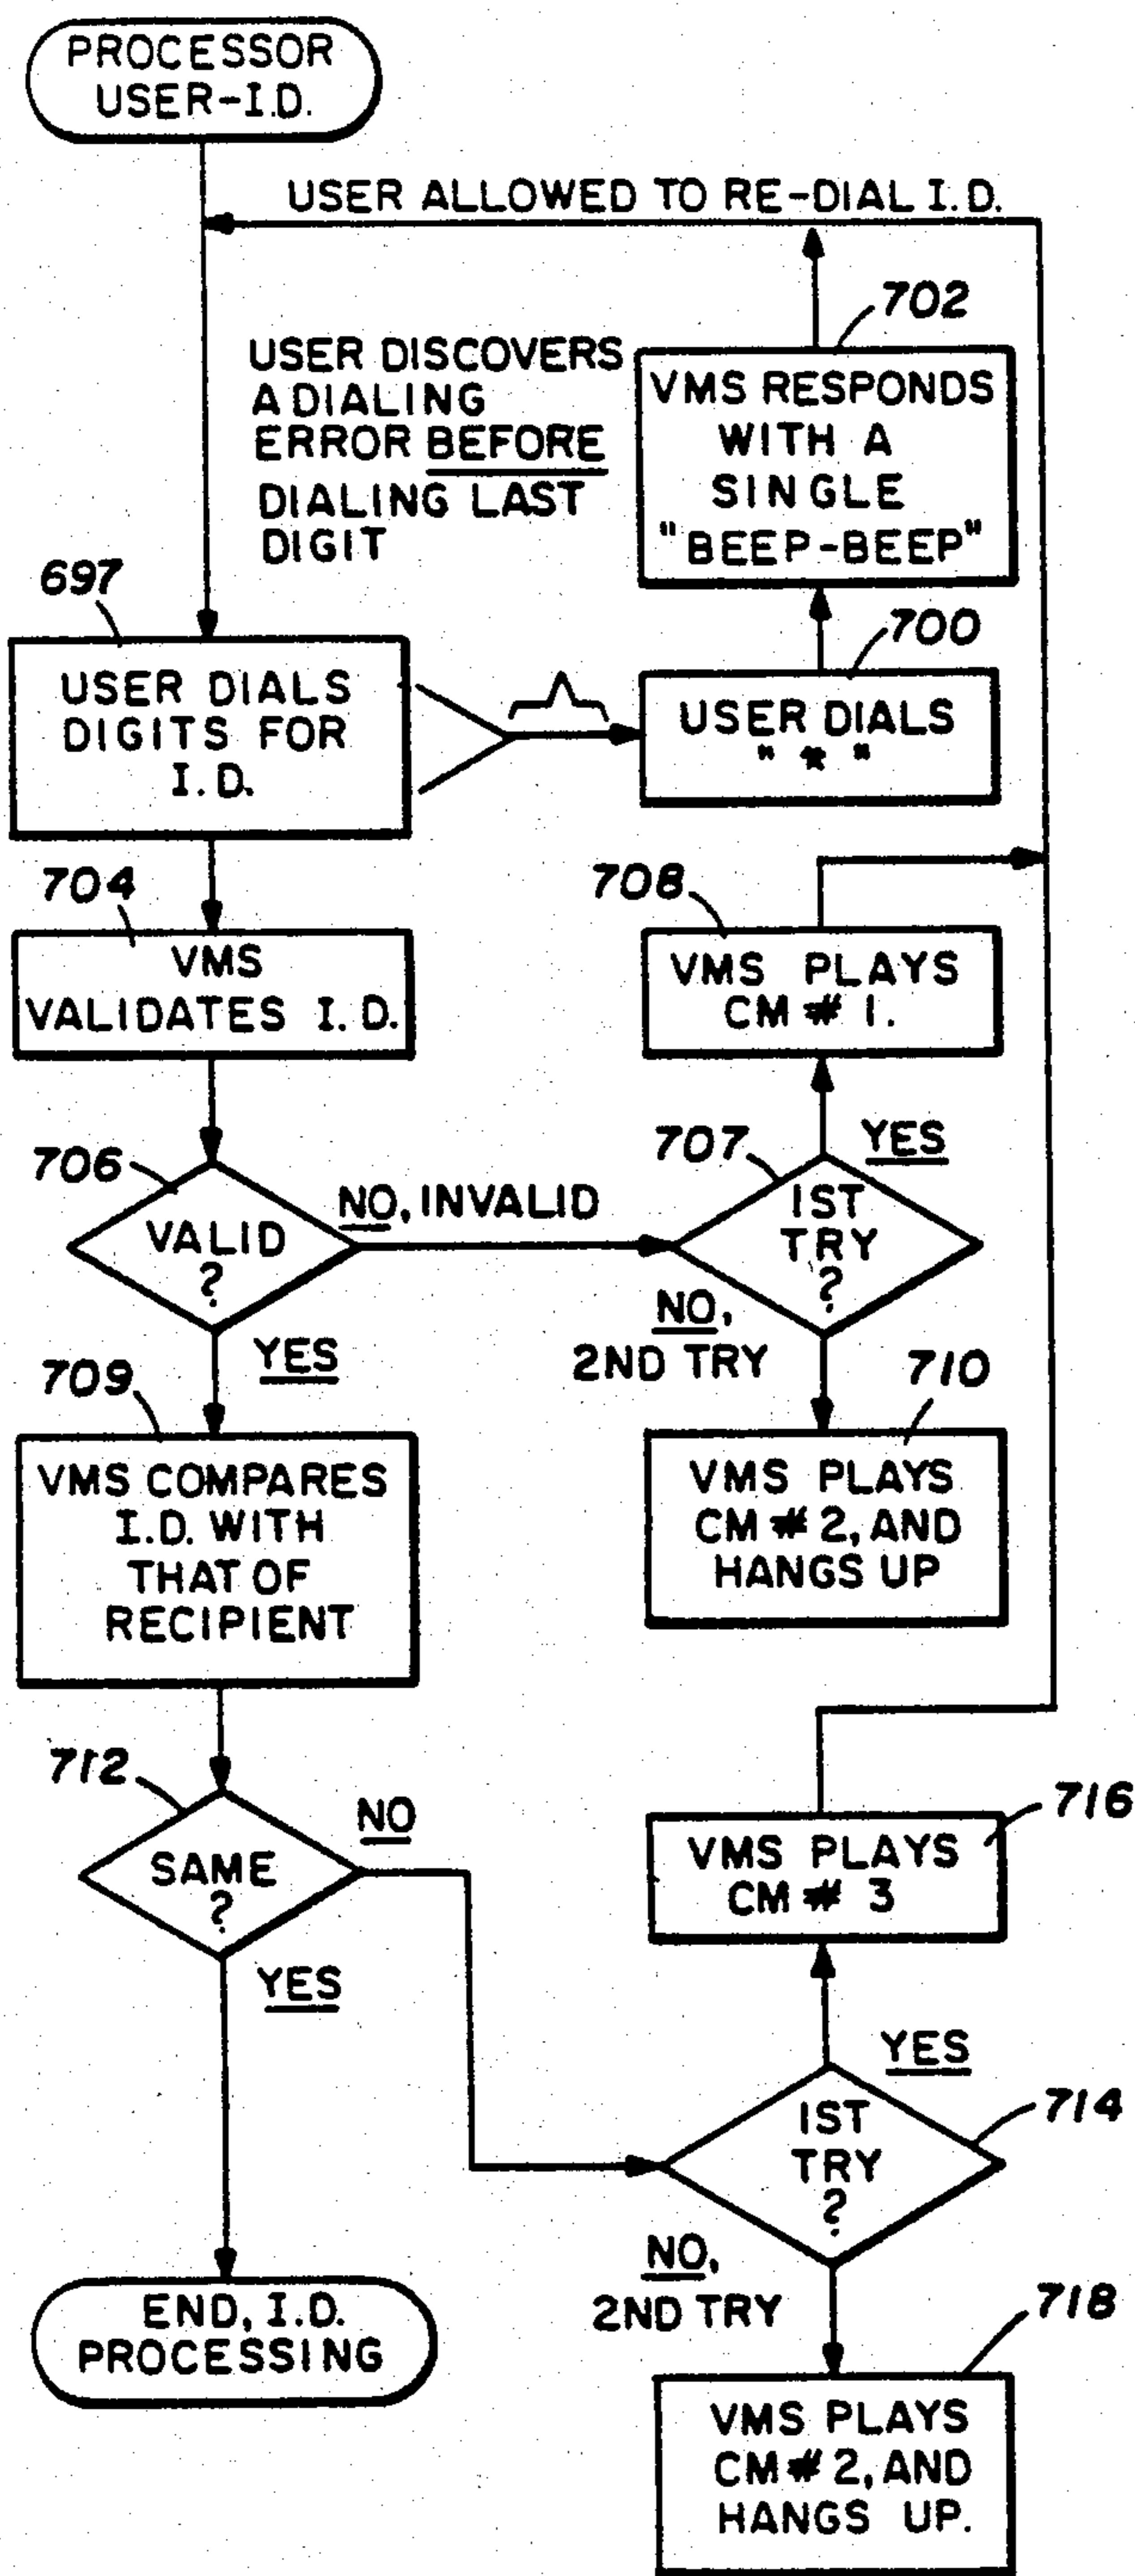 PROCESSOR
USER-I.D.
USER ALLOWED TO RE-DIAL I.D.
702
USER DISCOVERS
A DIALING
ERROR BEFORE
DIALING LAST
DIGIT
VMS RESPONDS
WITH A
SINGLE
"BEEP-BEEP"
697
700
USER DIALS
DIGITS FOR
I.D.
USER DIALS
" * "
704
VMS
VALIDATES I.D.
708
VMS PLAYS
CM # 1.
706
VALID
?
NO, INVALID
707
YES
1ST
TRY
?
NO,
2ND TRY
YES
709
710
VMS COMPARES
I.D. WITH
THAT OF
RECIPIENT
VMS PLAYS
CM # 2, AND
HANGS UP
712
SAME
?
NO
716
VMS PLAYS
CM # 3
YES
YES
714
1ST
TRY
?
NO,
2ND TRY
END, I.D.
PROCESSING
718
VMS PLAYS
CM # 2, AND
HANGS UP.